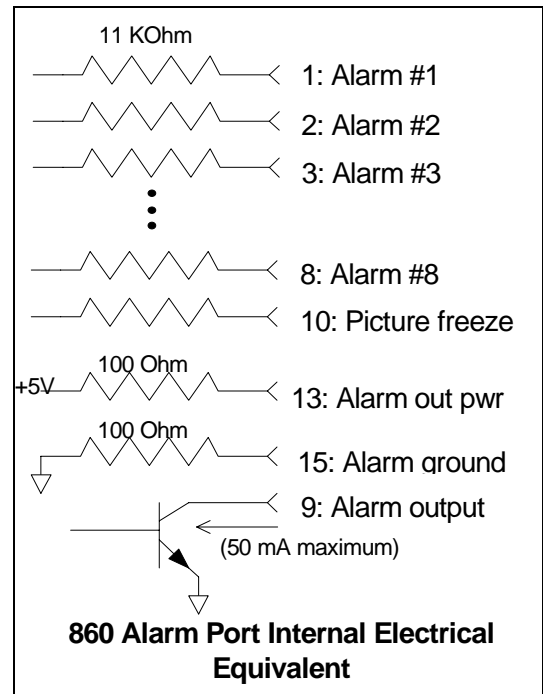 11 KOhm
1: Alarm #1
2: Alarm #2
3: Alarm #3
8: Alarm #8
10: Picture freeze
100 Ohm
+5V
13: Alarm out pwr
100 Ohm
15: Alarm ground
9: Alarm output
(50 mA maximum)
860 Alarm Port Internal Electrical
Equivalent